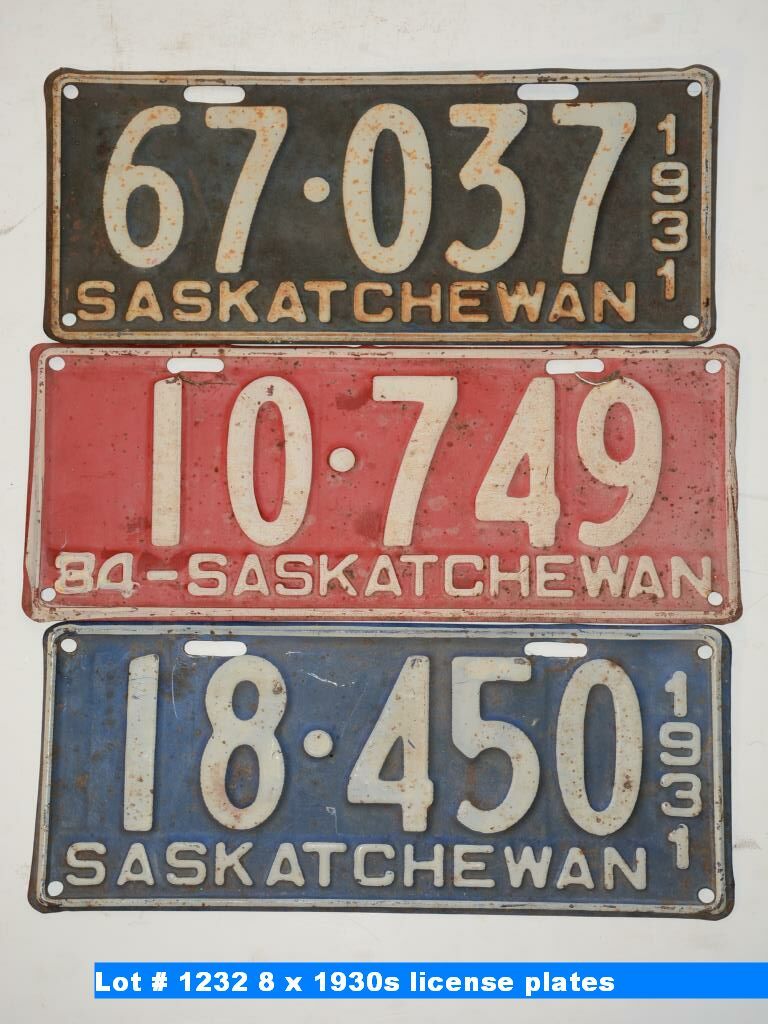 67·037
1931
SASKATCHEWAN
10·749
34-SASKATCHEWAN
18·450
1931
SASKATCHEWAN
Lot # 1232 8 x 1930s license plates